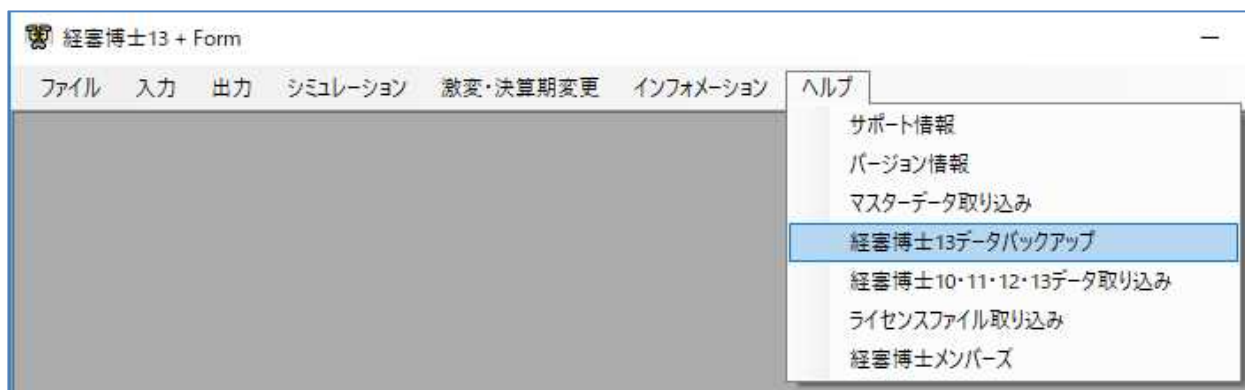 経審博士13 + Form
ファイル 入力 出力 シミュレーション 激変・決算期変更 インフォメーション ヘルプ
サポート情報
バージョン情報
マスターデータ取り込み
経審博士13データバックアップ
経審博士10・11・12・13データ取り込み
ライセンスファイル取り込み
経審博士メンバーズ